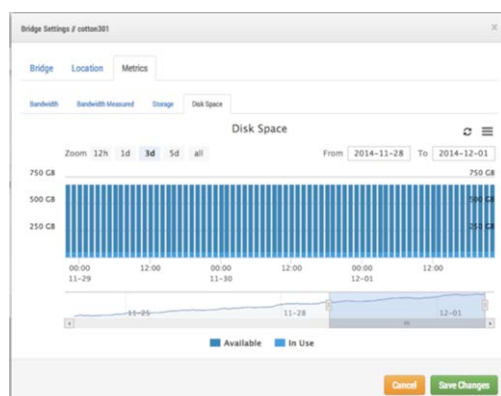 Bridge Settings // cotton301
×
Bridge Location Metrics
Bandwidth Bandwidth Measured Storage Disk Space
Disk Space
Zoom 12h 1d 3d 5d all From 2014-11-28 To 2014-12-01
750 GB 750 GB
500 GB 500 GB
250 GB 250 GB
00:00 12:00 00:00 12:00 00:00 12:00
11-29 11-30 12-01
11-25 11-28 12-01
Available In Use
Cancel Save Changes